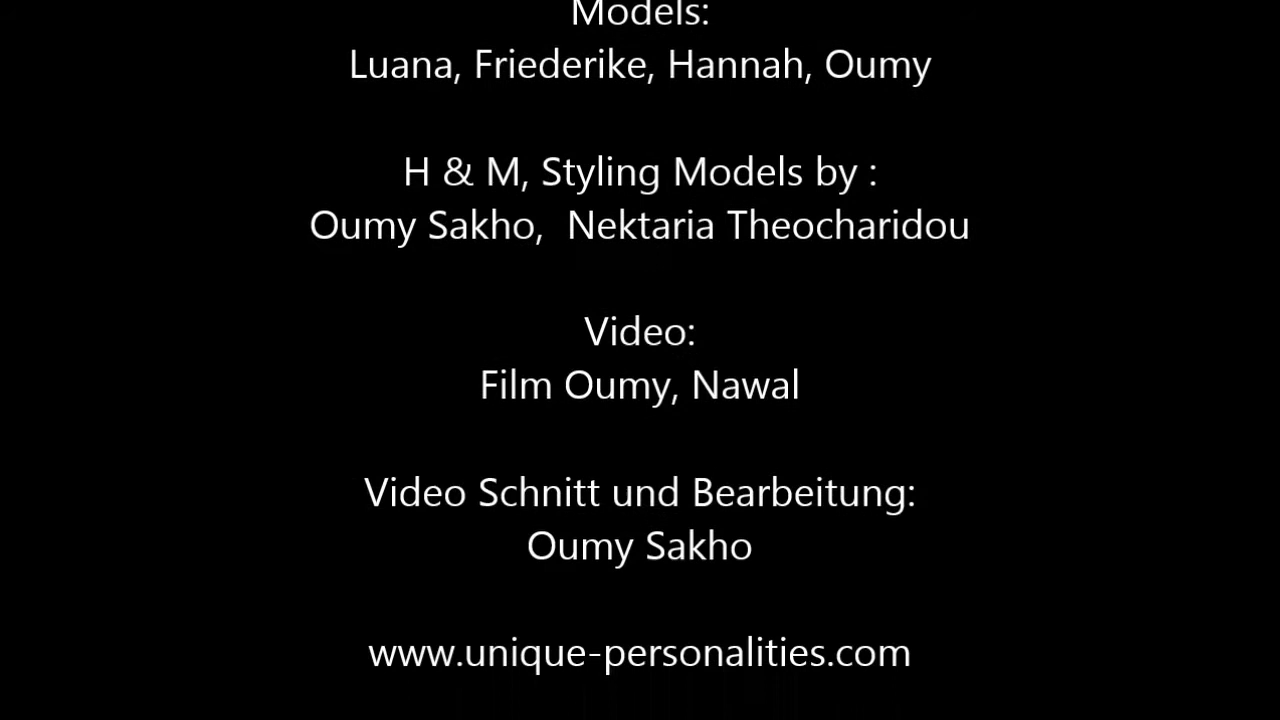 Models:
Luana, Friederike, Hannah, Oumy
H & M, Styling Models by :
Oumy Sakho,  Nektaria Theocharidou
Video:
Film Oumy, Nawal
Video Schnitt und Bearbeitung:
Oumy Sakho
www.unique-personalities.com